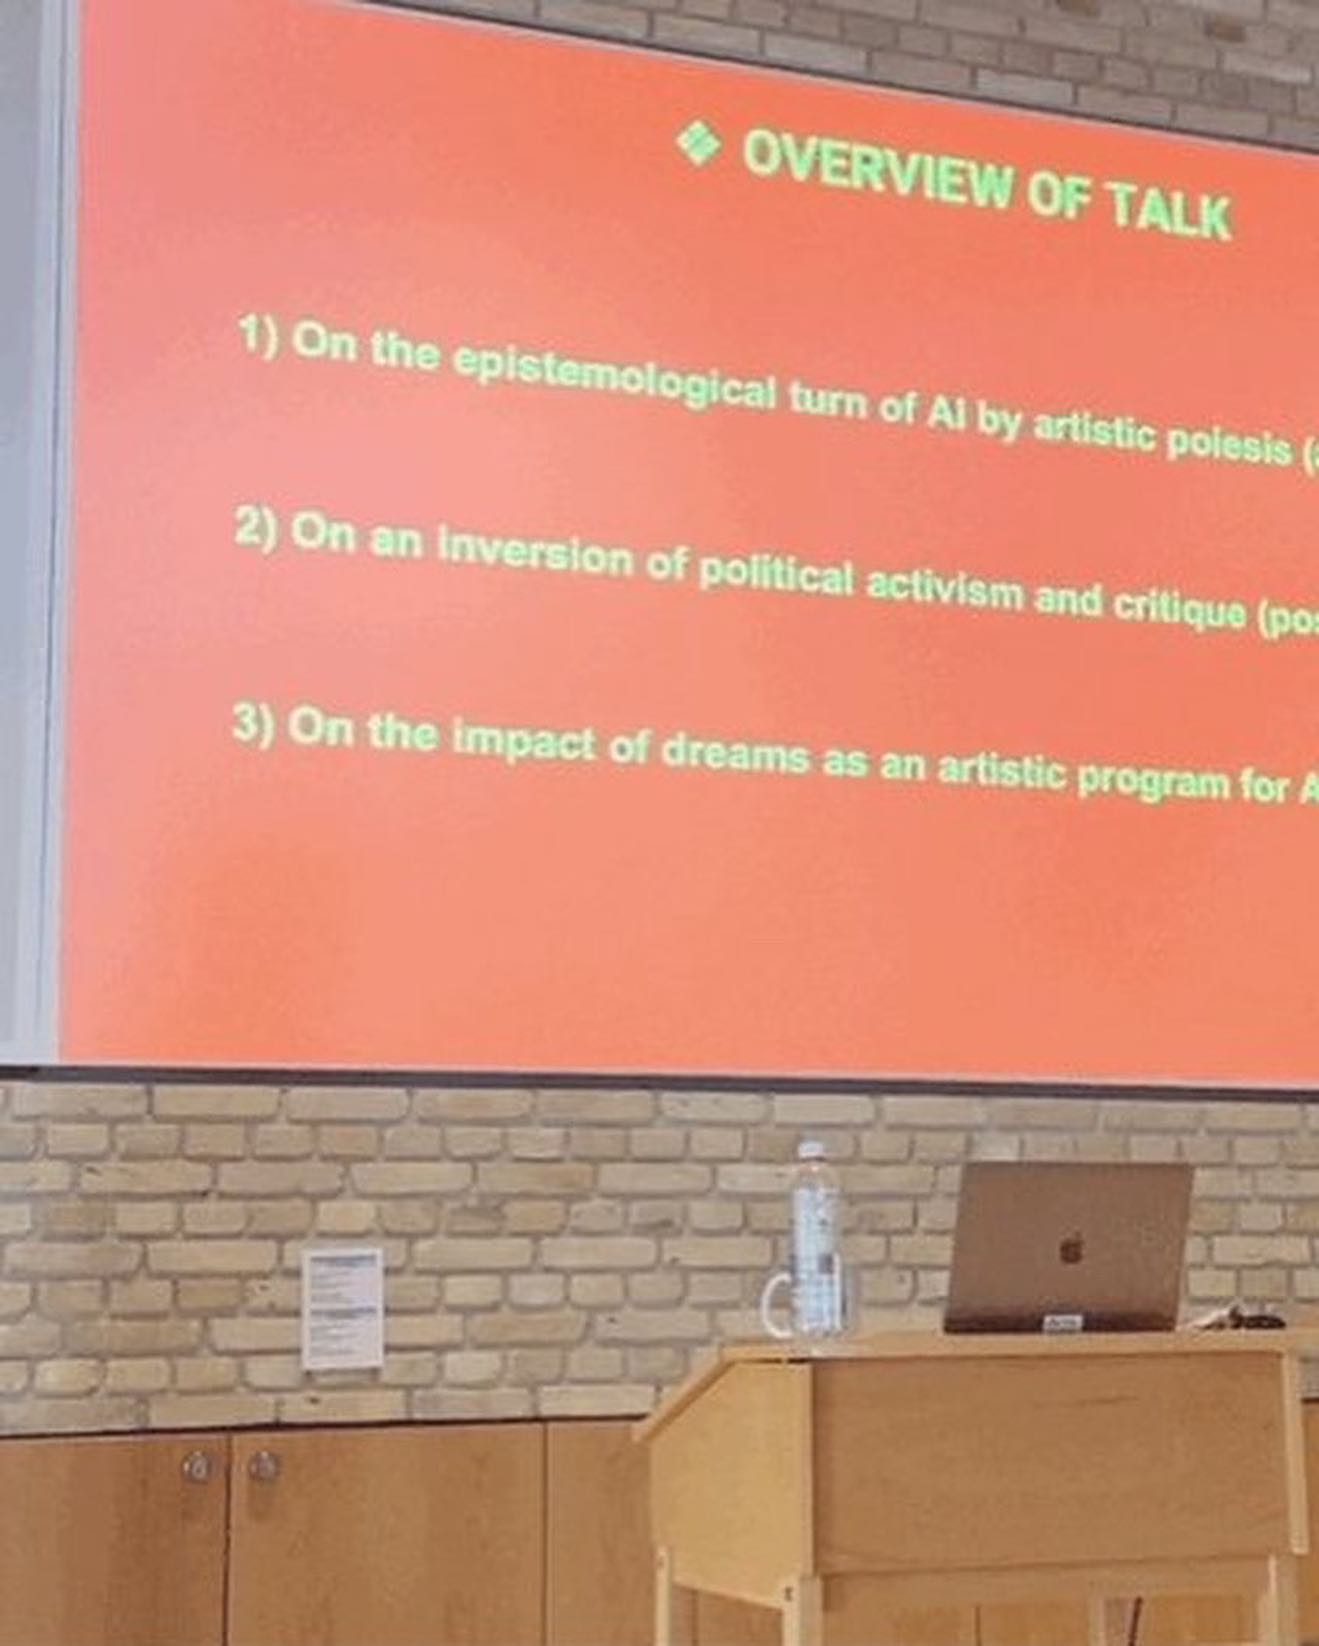 ❖ OVERVIEW OF TALK
1) On the epistemological turn of Ai by artistic poiesis (
2) On an inversion of political activism and critique (pos
3) On the impact of dreams as an artistic program for A